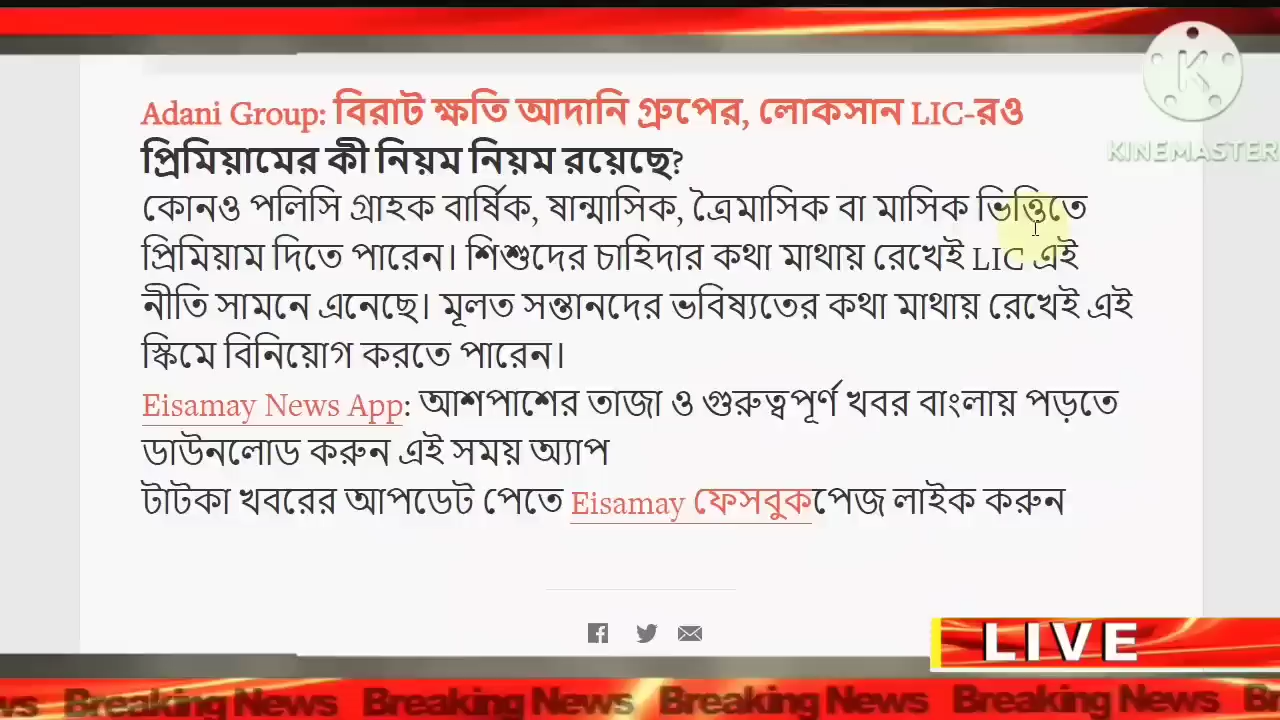 KINEMASTER
Adani Group: বিরাট ক্ষতি আদানি গ্রুপের, লোকসান LIC-রও
প্রিমিয়ামের কী নিয়ম নিয়ম রয়েছে?
কোনও পলিসি গ্রাহক বার্ষিক, ষান্মাসিক, ত্রৈমাসিক বা মাসিক ভিত্তিতে
প্রিমিয়াম দিতে পারেন। শিশুদের চাহিদার কথা মাথায় রেখেই LIC এই
নীতি সামনে এনেছে। মূলত সন্তানদের ভবিষ্যতের কথা মাথায় রেখেই এই
স্কিমে বিনিয়োগ করতে পারেন।
Eisamay News App: আশপাশের তাজা ও গুরুত্বপূর্ণ খবর বাংলায় পড়তে
ডাউনলোড করুন এই সময় অ্যাপ
টাটকা খবরের আপডেট পেতে Eisamay ফেসবুকপেজ লাইক করুন
LIVE
ws Breaking News Breaking News Breaking News Breaking News B